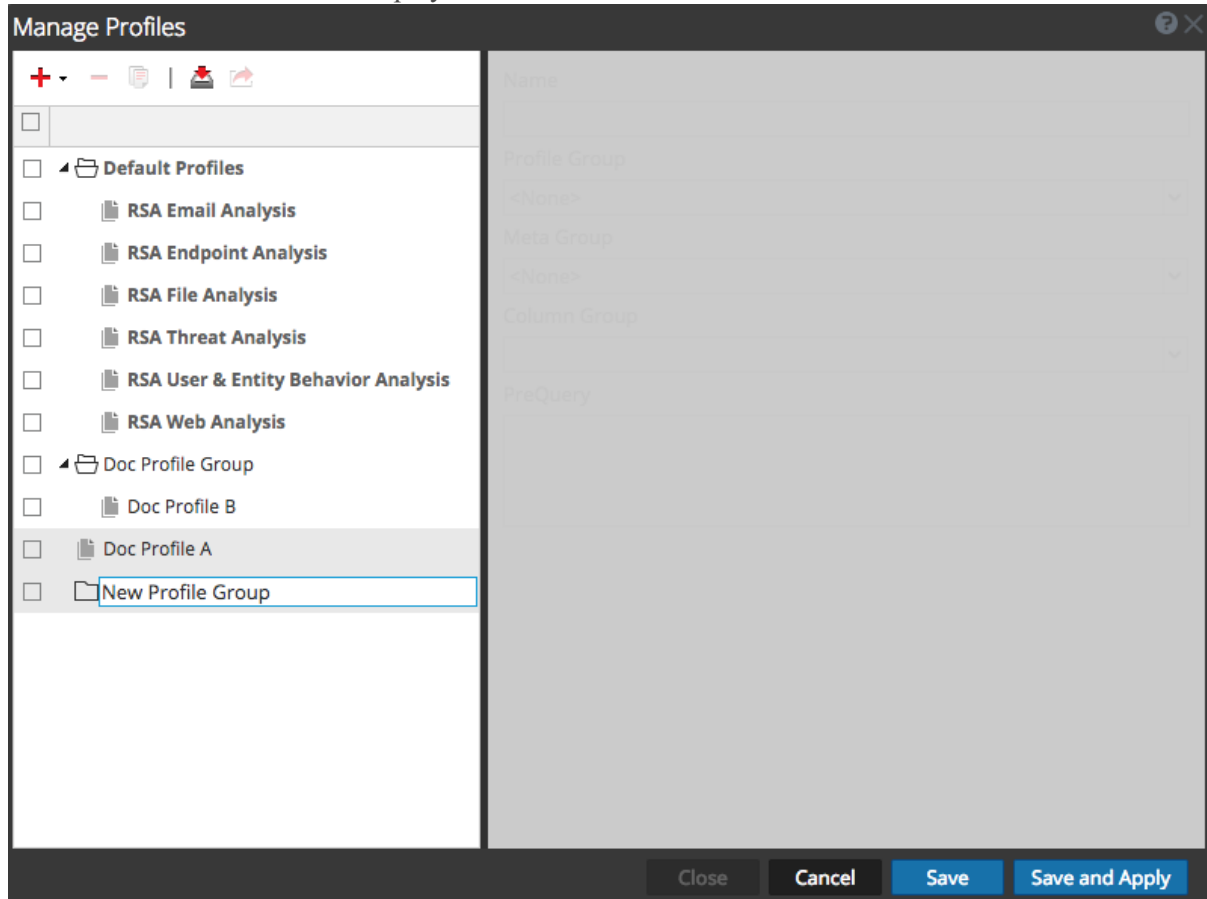 Manage Profiles
Name
Profile Group
<None>
Meta Group
<None>
Column Group
PreQuery
Default Profiles
RSA Email Analysis
RSA Endpoint Analysis
RSA File Analysis
RSA Threat Analysis
RSA User & Entity Behavior Analysis
RSA Web Analysis
Doc Profile Group
Doc Profile B
Doc Profile A
New Profile Group
Close Cancel Save Save and Apply